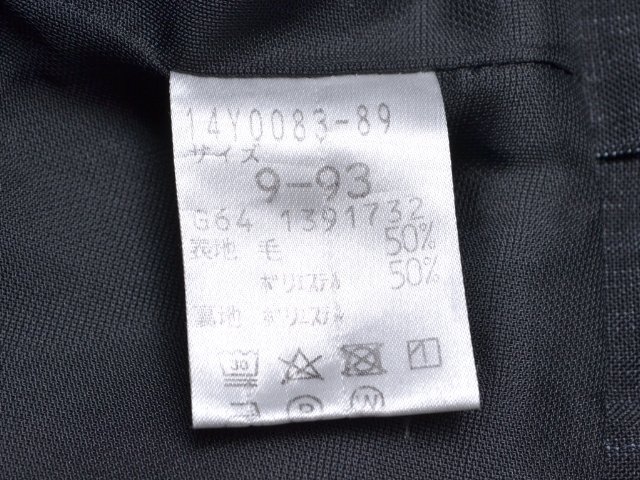 14Y0083-89
サイズ
9-93
G64 1391732
表地 毛 50%
ポリエステル 50%
裏地 ポリエステル
30
P W